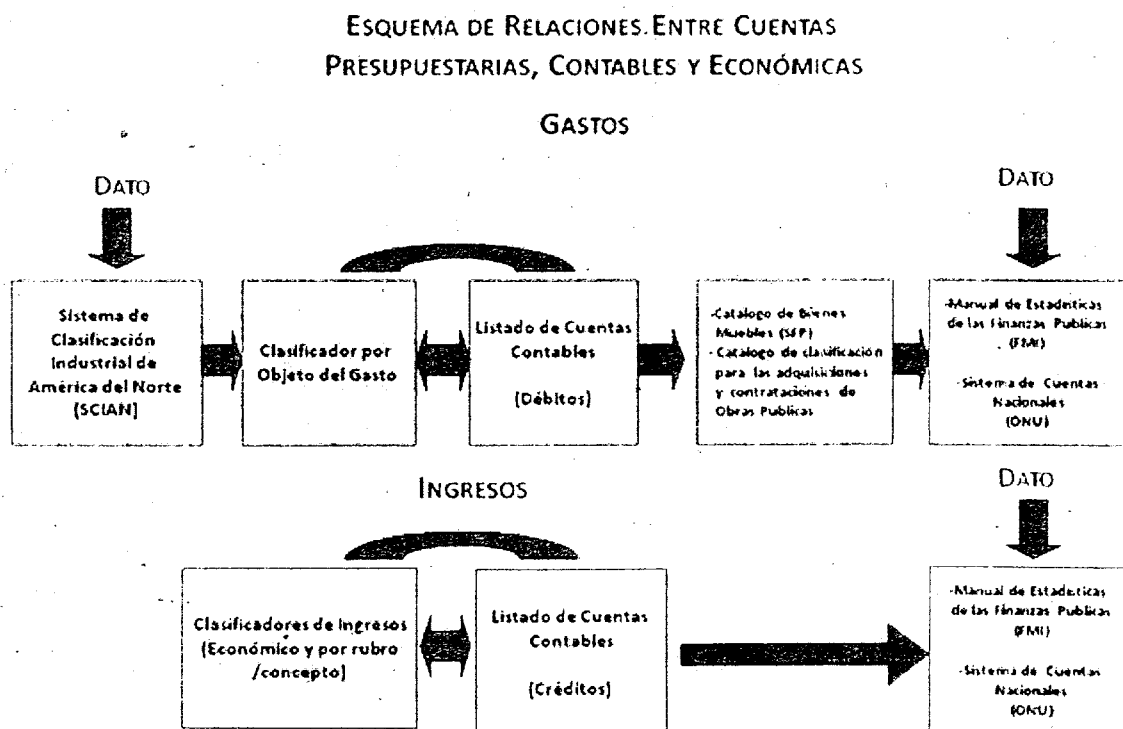 ESQUEMA DE RELACIONES.ENTRE CUENTAS
PRESUPUESTARIAS, CONTABLES Y ECONÓMICAS
GASTOS
DATO
DATO
Sistema de
Clasificación
Industrial de
América del Norte
(SCIAN)
Clasificador por
Objeto del Gasto
Listado de Cuentas
Contables
(Débitos)
-Catálogo de Bienes
Muebles (SFP)
- Catálogo de clasificación
para las adquisiciones
y contrataciones de
Obras Publicas
-Manual de Estadísticas
de las Finanzas Publicas
(FMI)
-Sistema de Cuentas
Nacionales
(ONU)
INGRESOS
DATO
Clasificadores de Ingresos
(Económico y por rubro
/concepto)
Listado de Cuentas
Contables
(Créditos)
-Manual de Estadísticas
de las Finanzas Publicas
(FMI)
-Sistema de Cuentas
Nacionales
(ONU)